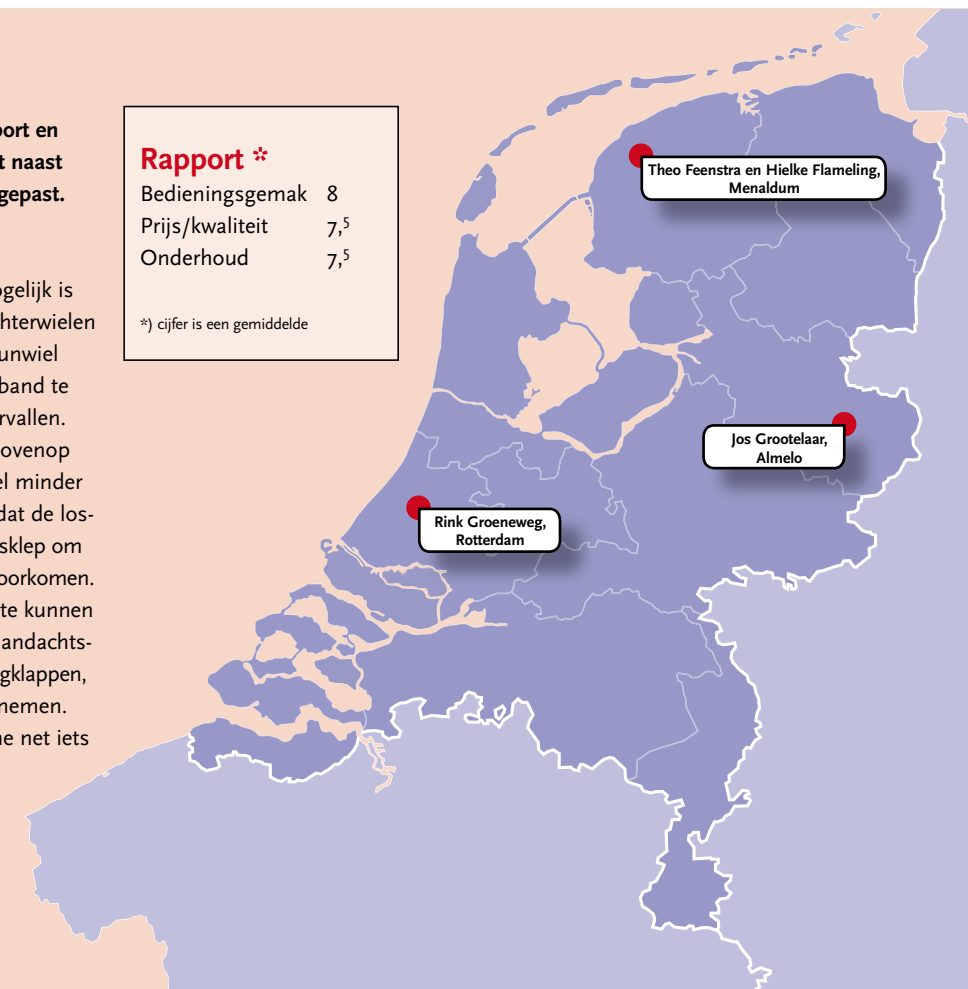 port en
t naast
gepast.
ogelijk is
hterwielen
unwiel
band te
rvallen.
ovenop
el minder
dat de los-
sklep om
oorkomen.
te kunnen
andachts-
gklappen,
nemen.
ne net iets
Rapport *
Bedieningsgemak 8
Prijs/kwaliteit 7,5
Onderhoud 7,5
*) cijfer is een gemiddelde
Theo Feenstra en Hielke Flameling,
Menaldum
Jos Grootelaar,
Almelo
Rink Groeneweg,
Rotterdam